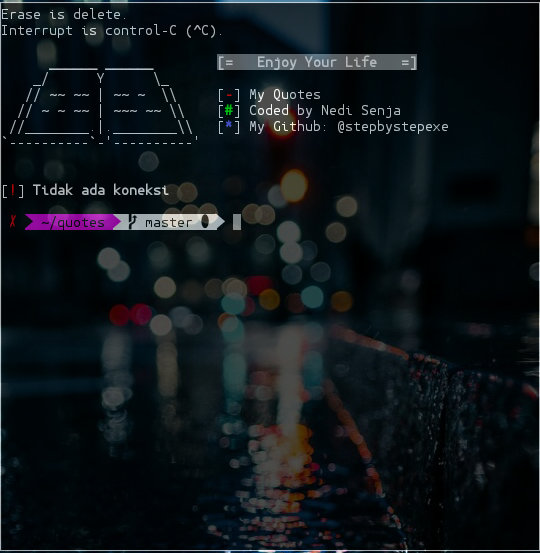 Erase is delete.
Interrupt is control-C (^C).
[=   Enjoy Your Life   =]
[-] My Quotes
[#] Coded by Nedi Senja
[*] My Github: @stepbystepexe
[!] Tidak ada koneksi
✗ ~/quotes master